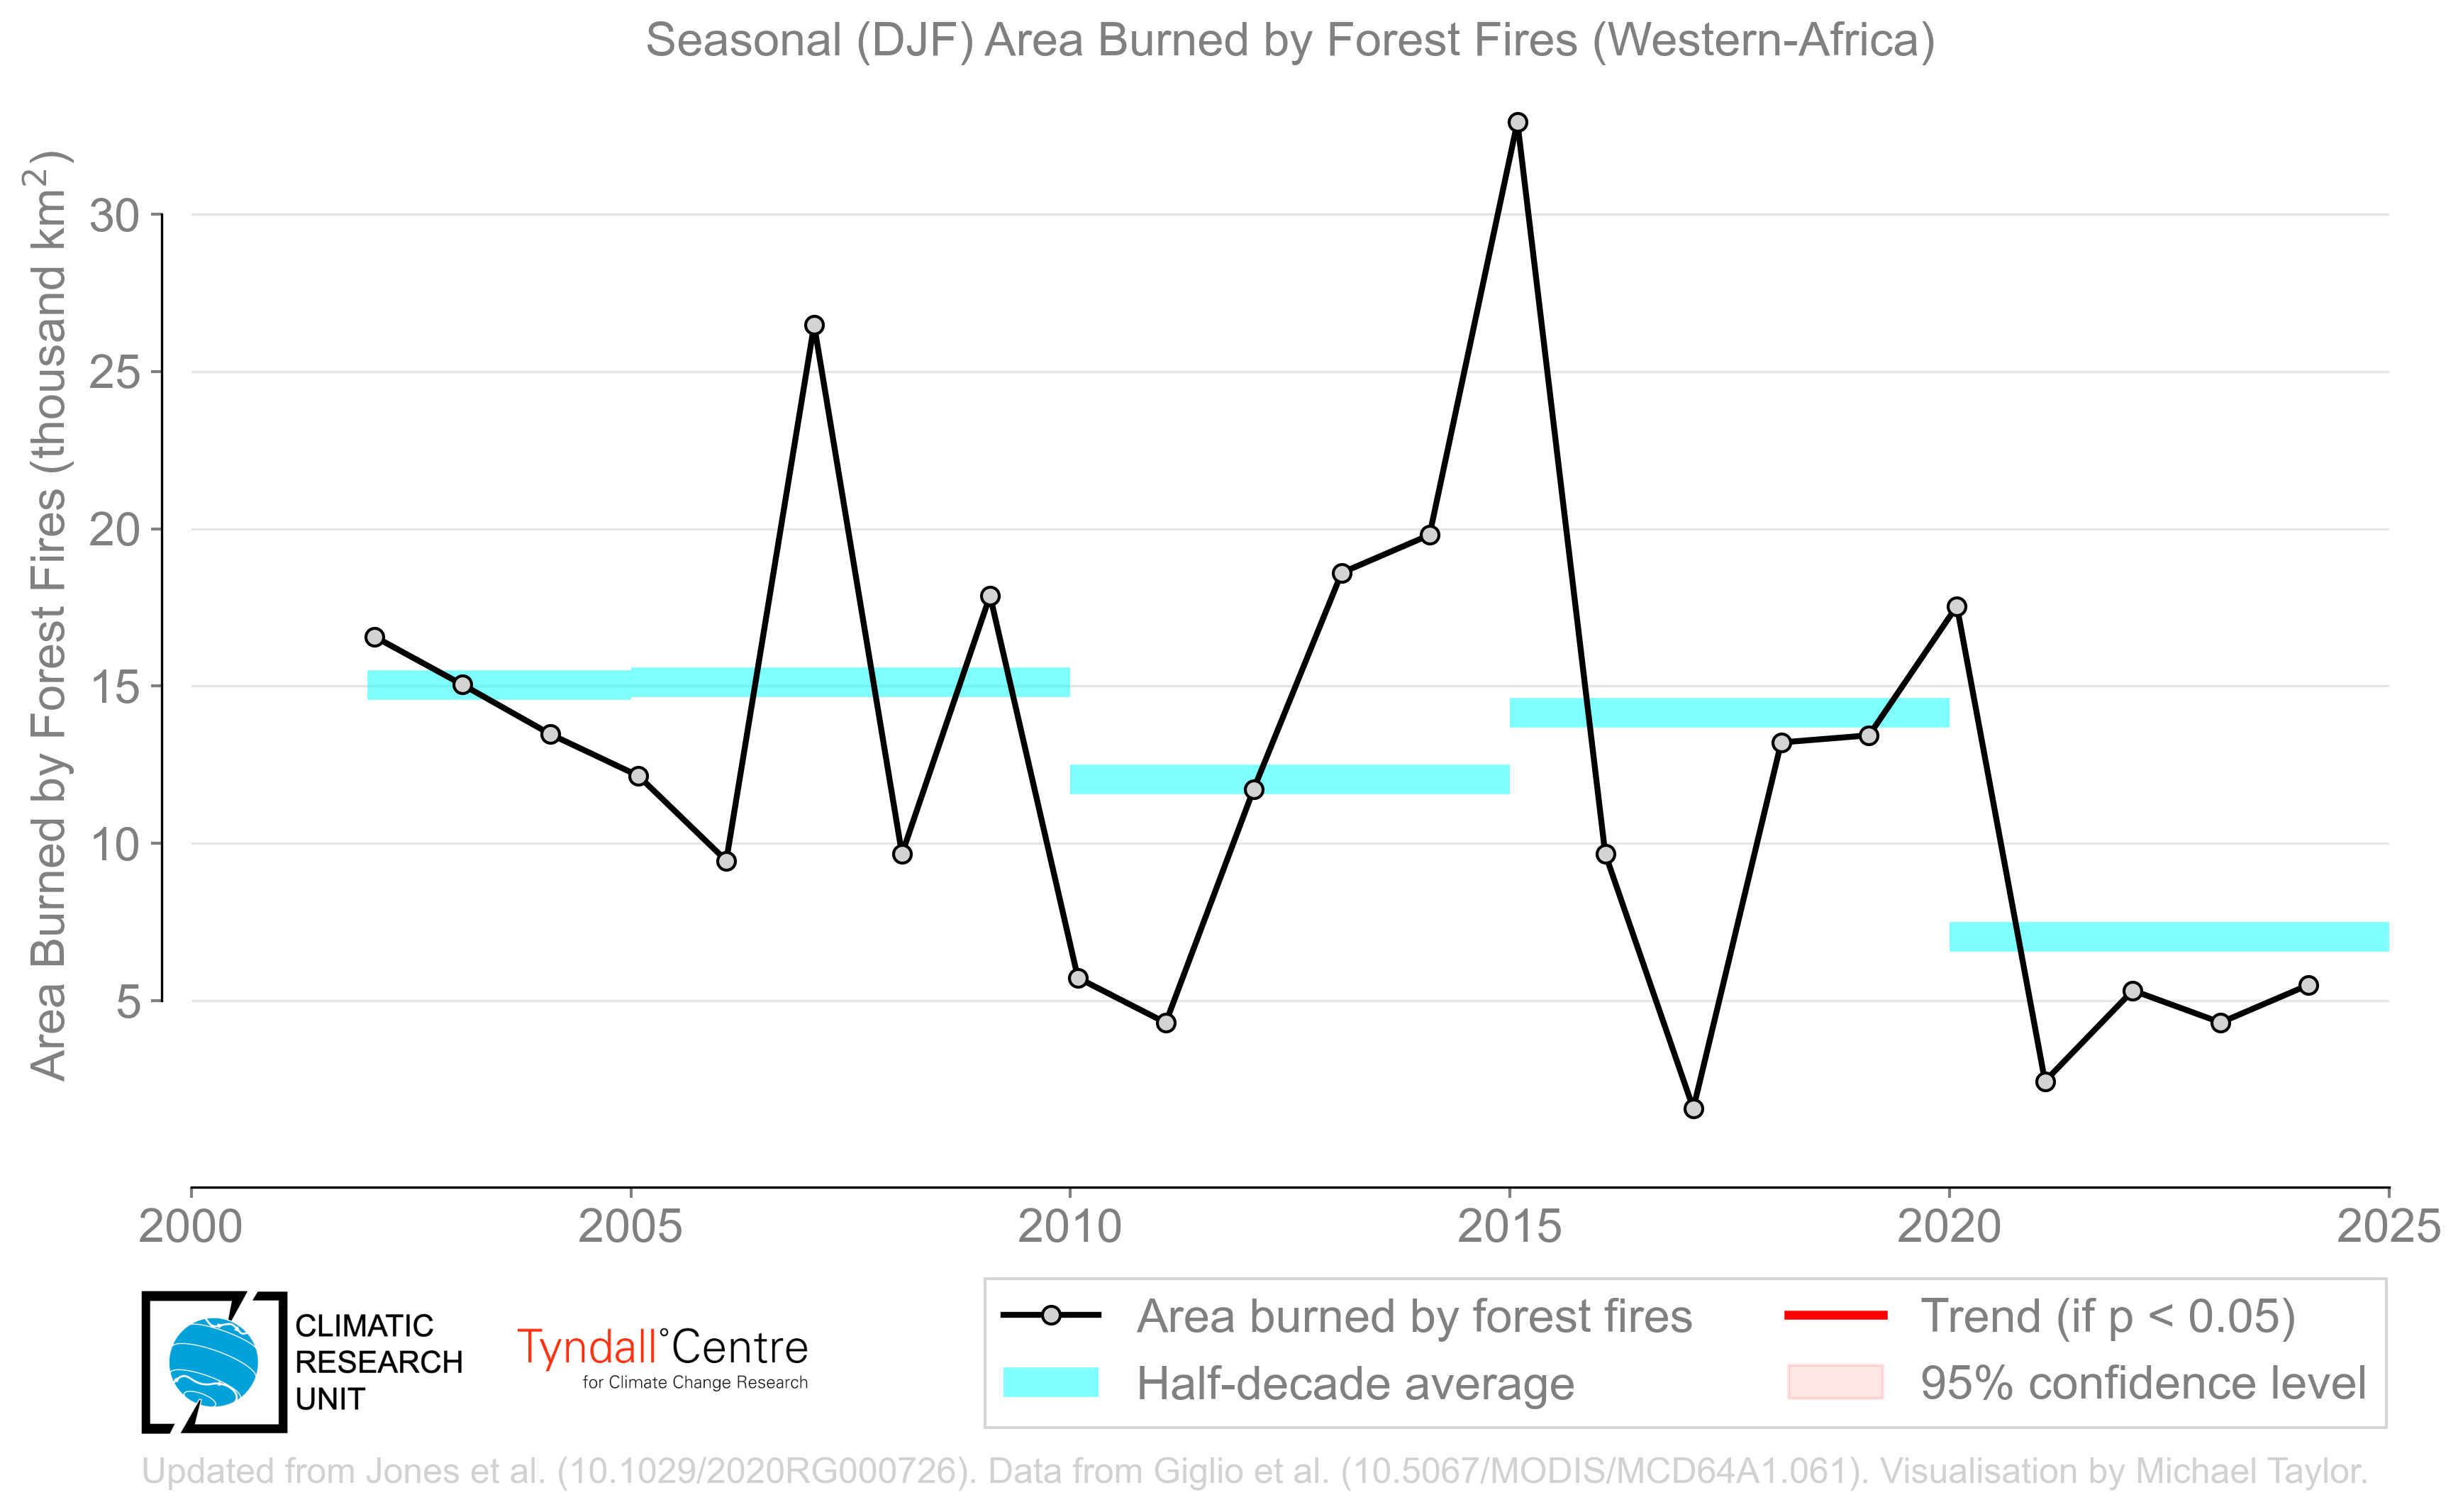 Seasonal (DJF) Area Burned by Forest Fires (Western-Africa)
Area Burned by Forest Fires (thousand km²)
30
25
20
15
10
5
2000
2005
2010
2015
2020
2025
CLIMATIC
RESEARCH
UNIT
Tyndall°Centre
for Climate Change Research
Area burned by forest fires
Half-decade average
Trend (if p < 0.05)
95% confidence level
Updated from Jones et al. (10.1029/2020RG000726). Data from Giglio et al. (10.5067/MODIS/MCD64A1.061). Visualisation by Michael Taylor.